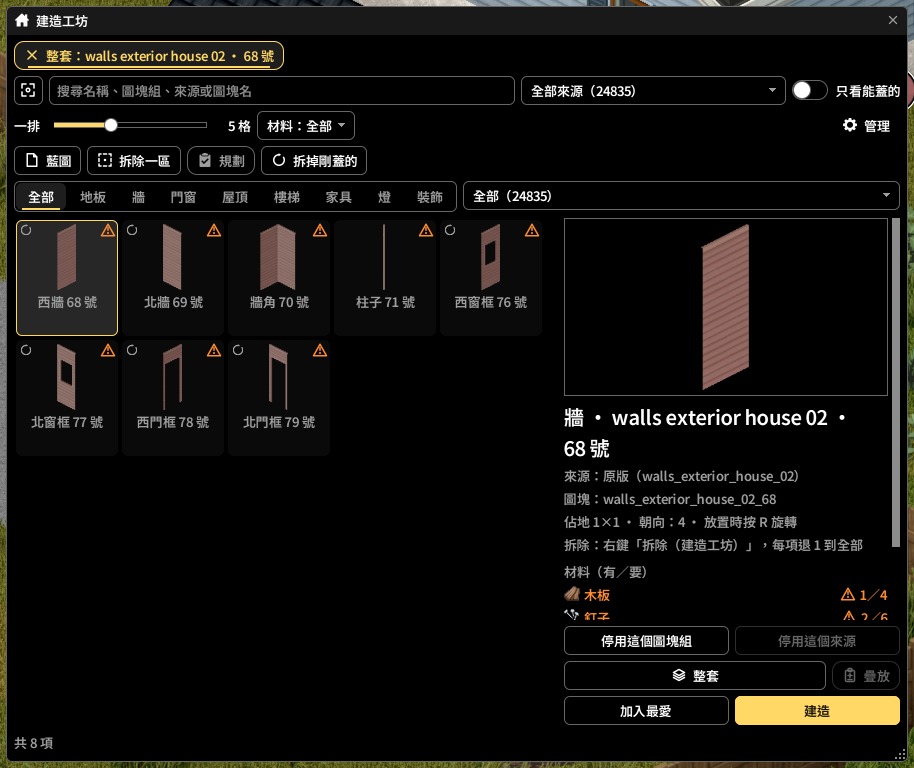 建造工坊
整套：walls exterior house 02 · 68 號
搜尋名稱、圖塊組、來源或圖塊名
全部來源（24835）
只看能蓋的
一排
5 格
材料：全部
管理
藍圖
拆除一區
規劃
拆掉剛蓋的
全部 地板 牆 門窗 屋頂 樓梯 家具 燈 裝飾
全部（24835）
西牆 68 號
北牆 69 號
牆角 70 號
柱子 71 號
西窗框 76 號
北窗框 77 號
西門框 78 號
北門框 79 號
牆 · walls exterior house 02 ·
68 號
來源：原版（walls_exterior_house_02）
圖塊：walls_exterior_house_02_68
佔地 1×1 · 朝向：4 · 放置時按 R 旋轉
拆除：右鍵「拆除（建造工坊）」，每項退 1 到全部
材料（有／要）
木板 1／4
釘子 2／6
停用這個圖塊組
停用這個來源
整套
疊放
加入最愛
建造
共 8 項